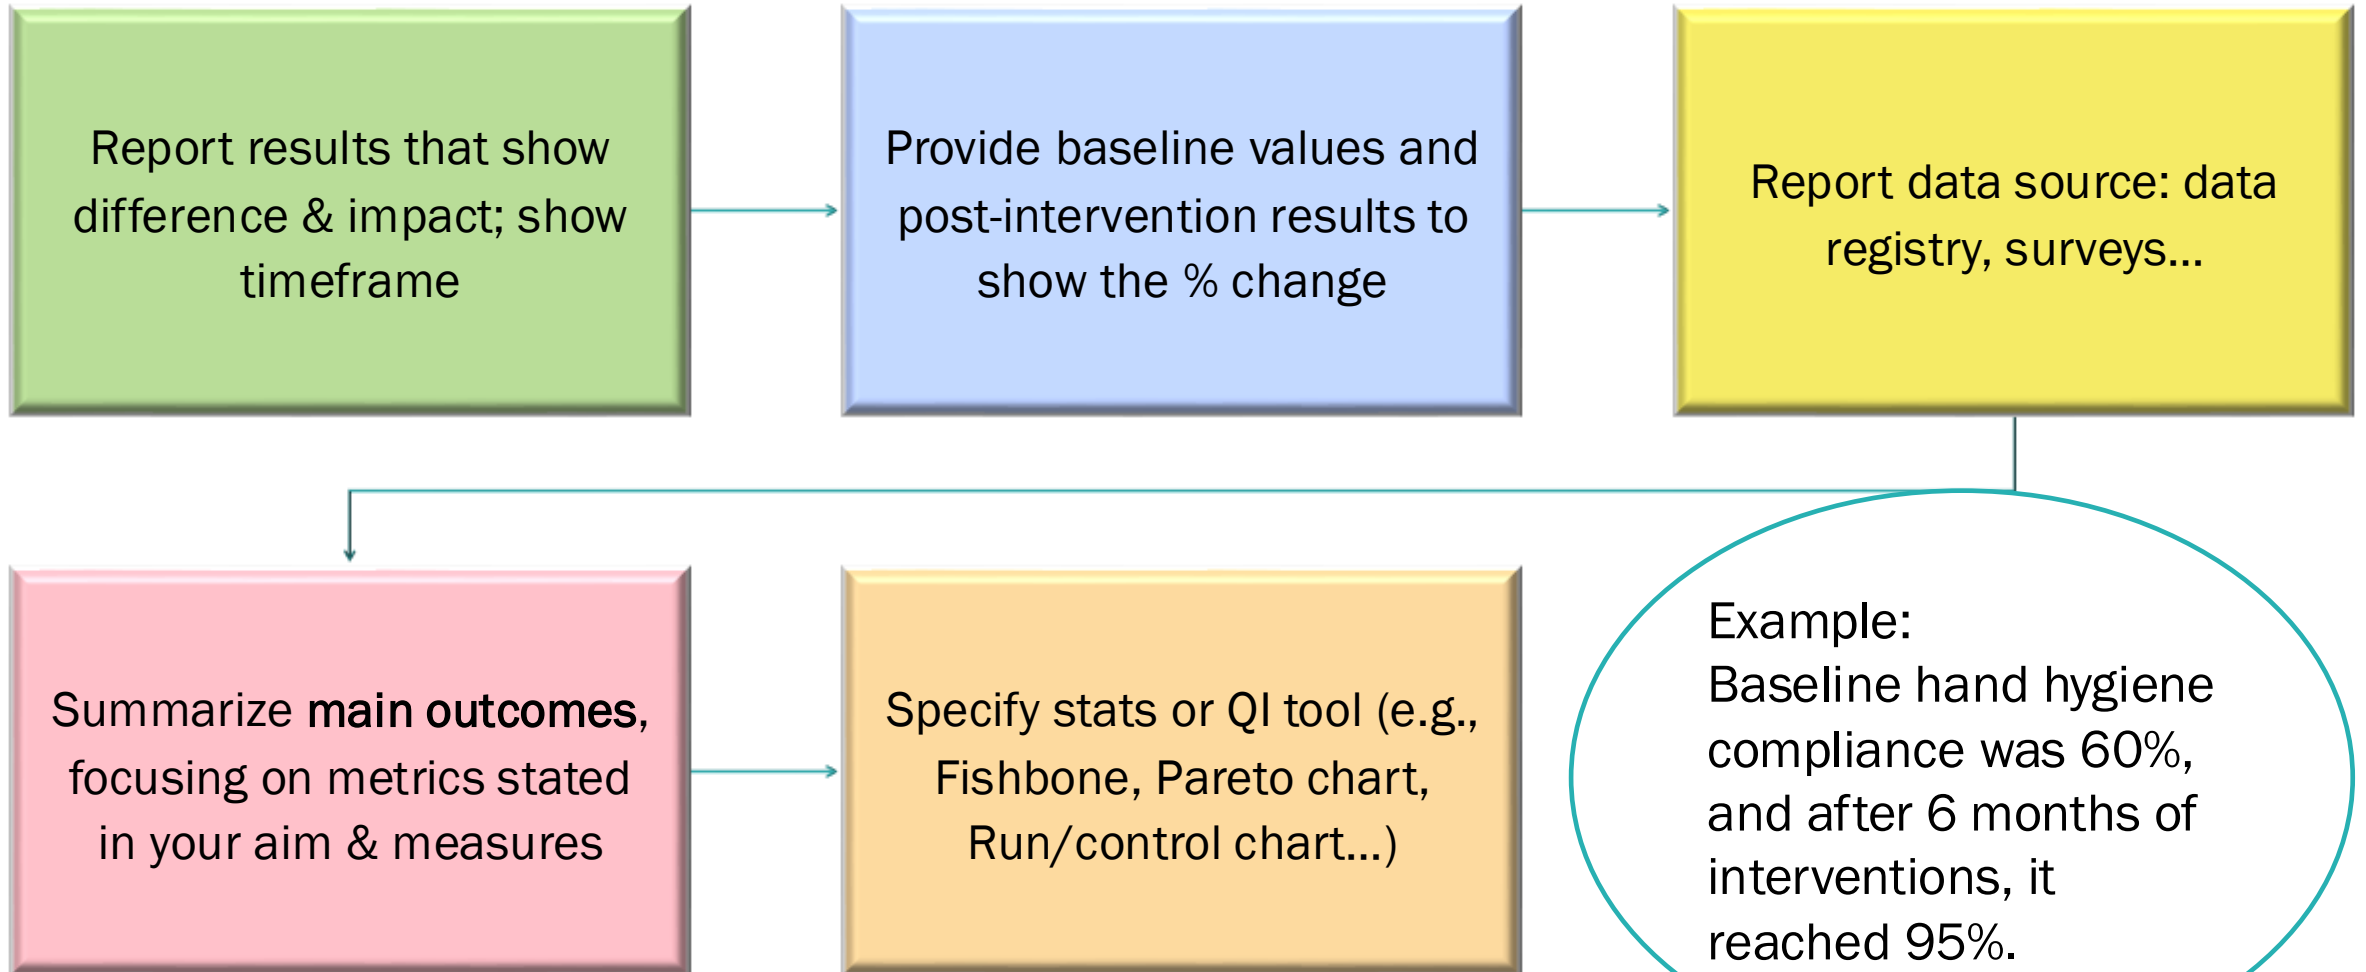 Report results that show
difference & impact; show
timeframe
Provide baseline values and
post-intervention results to
show the % change
Report data source: data
registry, surveys...
Summarize main outcomes,
focusing on metrics stated
in your aim & measures
Specify stats or QI tool (e.g.,
Fishbone, Pareto chart,
Run/control chart...)
Example:
Baseline hand hygiene
compliance was 60%,
and after 6 months of
interventions, it
reached 95%.